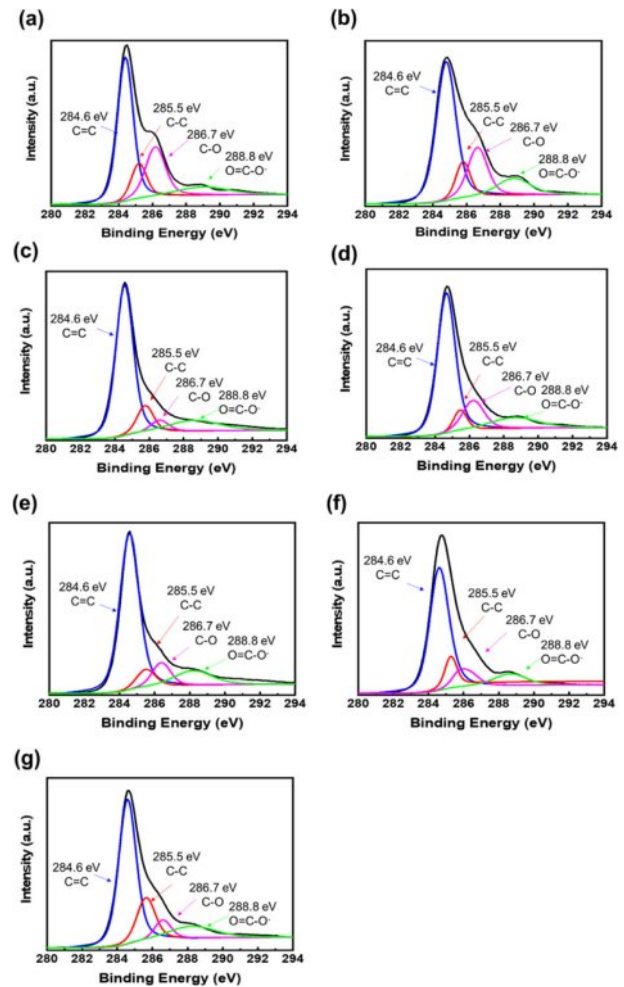 (a)
284.6 eV
C=C
285.5 eV
C-C
286.7 eV
C-O
288.8 eV
O=C-O-
Intensity (a.u.)
280 282 284 286 288 290 292 294
Binding Energy (eV)
(b)
284.6 eV
C=C
285.5 eV
C-C
286.7 eV
C-O
288.8 eV
O=C-O-
Intensity (a.u.)
280 282 284 286 288 290 292 294
Binding Energy (eV)
(c)
284.6 eV
C=C
285.5 eV
C-C
286.7 eV
C-O
288.8 eV
O=C-O-
Intensity (a.u.)
280 282 284 286 288 290 292 294
Binding Energy (eV)
(d)
284.6 eV
C=C
285.5 eV
C-C
286.7 eV
C-O
288.8 eV
O=C-O-
Intensity (a.u.)
280 282 284 286 288 290 292 294
Binding Energy (eV)
(e)
284.6 eV
C=C
285.5 eV
C-C
286.7 eV
C-O
288.8 eV
O=C-O-
Intensity (a.u.)
280 282 284 286 288 290 292 294
Binding Energy (eV)
(f)
284.6 eV
C=C
285.5 eV
C-C
286.7 eV
C-O
288.8 eV
O=C-O-
Intensity (a.u.)
280 282 284 286 288 290 292 294
Binding Energy (eV)
(g)
284.6 eV
C=C
285.5 eV
C-C
286.7 eV
C-O
288.8 eV
O=C-O-
Intensity (a.u.)
280 282 284 286 288 290 292 294
Binding Energy (eV)